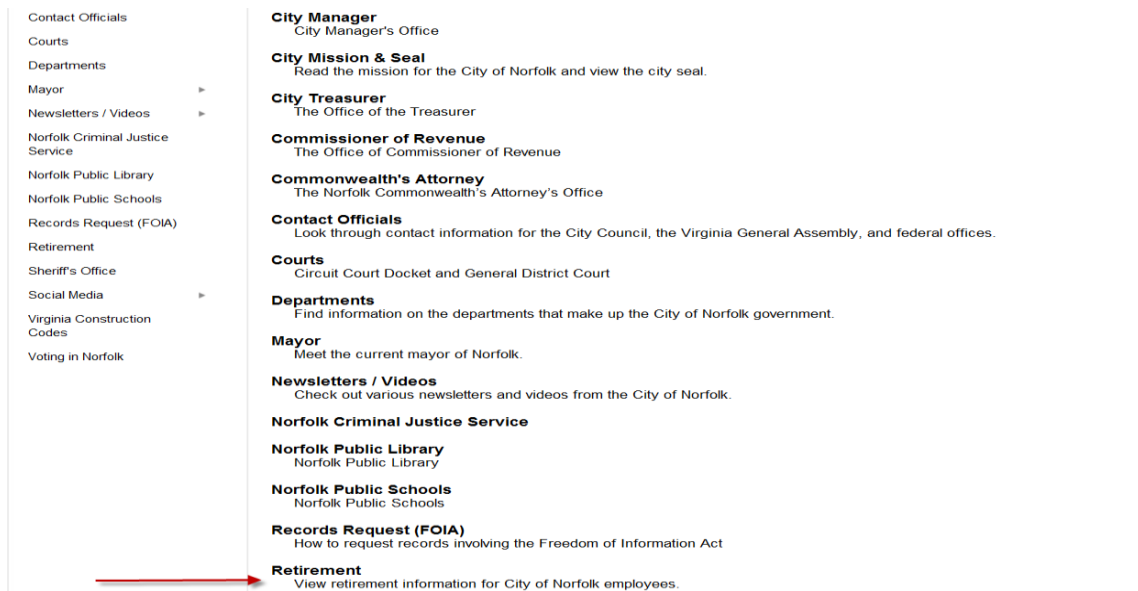 Contact Officials
Courts
Departments
Mayor
Newsletters / Videos
Norfolk Criminal Justice
Service
Norfolk Public Library
Norfolk Public Schools
Records Request (FOIA)
Retirement
Sheriff's Office
Social Media
Virginia Construction
Codes
Voting in Norfolk
City Manager
City Manager's Office
City Mission & Seal
Read the mission for the City of Norfolk and view the city seal.
City Treasurer
The Office of the Treasurer
Commissioner of Revenue
The Office of Commissioner of Revenue
Commonwealth's Attorney
The Norfolk Commonwealth's Attorney's Office
Contact Officials
Look through contact information for the City Council, the Virginia General Assembly, and federal offices.
Courts
Circuit Court Docket and General District Court
Departments
Find information on the departments that make up the City of Norfolk government.
Mayor
Meet the current mayor of Norfolk.
Newsletters / Videos
Check out various newsletters and videos from the City of Norfolk.
Norfolk Criminal Justice Service
Norfolk Public Library
Norfolk Public Library
Norfolk Public Schools
Norfolk Public Schools
Records Request (FOIA)
How to request records involving the Freedom of Information Act
Retirement
View retirement information for City of Norfolk employees.